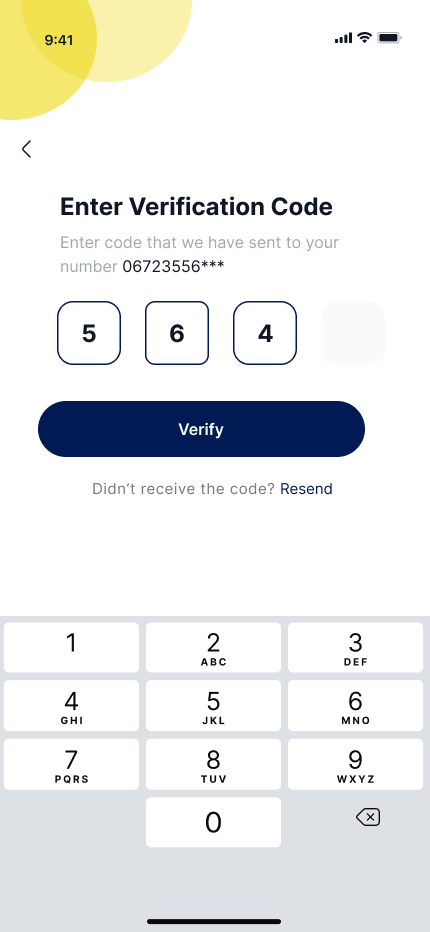 9:41
Enter Verification Code
Enter code that we have sent to your
number 06723556***
5 6 4
Verify
Didn't receive the code? Resend
1 2 3
ABC DEF
4 5 6
GHI JKL MNO
7 8 9
PQRS TUV WXYZ
0